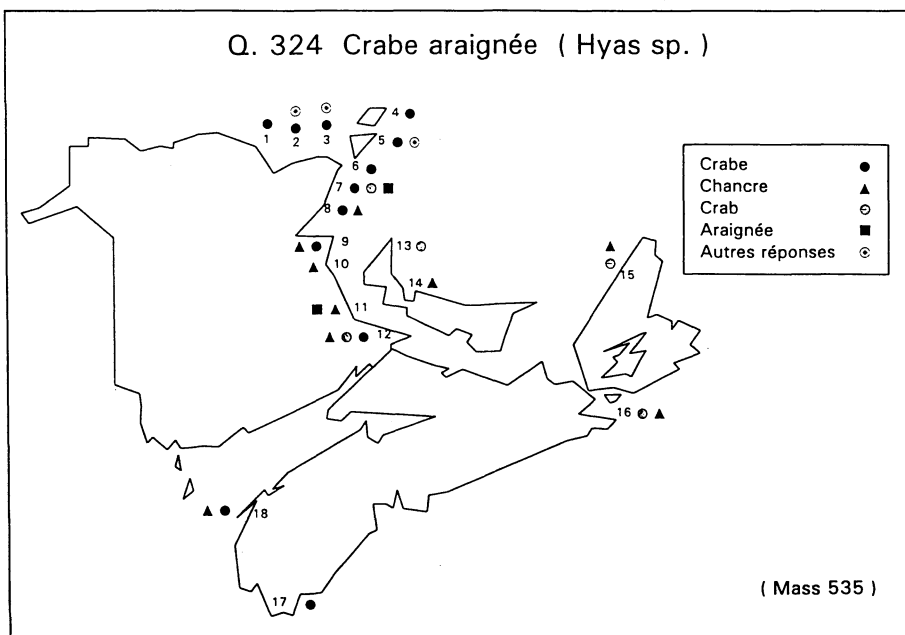 Q. 324 Crabe araignée ( Hyas sp. )
Crabe
Chancre
Crab
Araignée
Autres réponses
1
2
3
4
5
6
7
8
9
10
11
12
13
14
15
16
17
18
( Mass 535 )